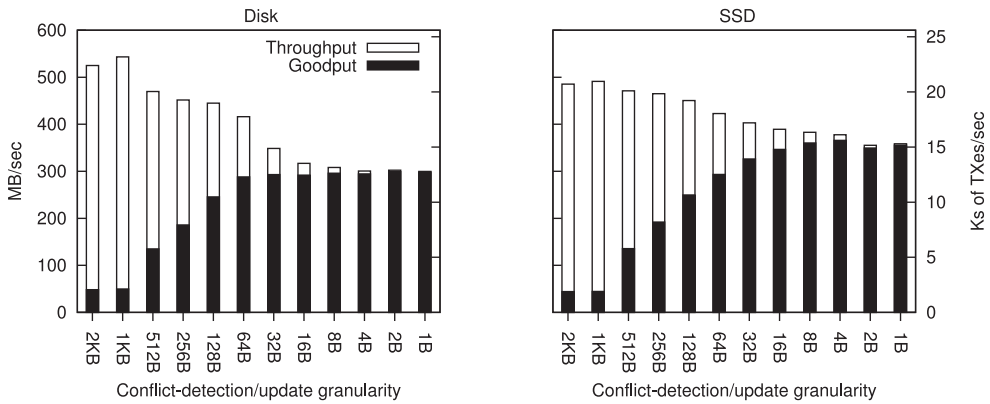 Disk
SSD
600
500
400
300
200
100
0
MB/sec
Throughput
Goodput
25
20
15
10
5
0
Ks of TXes/sec
2KB
1KB
512B
256B
128B
64B
32B
16B
8B
4B
2B
1B
2KB
1KB
512B
256B
128B
64B
32B
16B
8B
4B
2B
1B
Conflict-detection/update granularity
Conflict-detection/update granularity